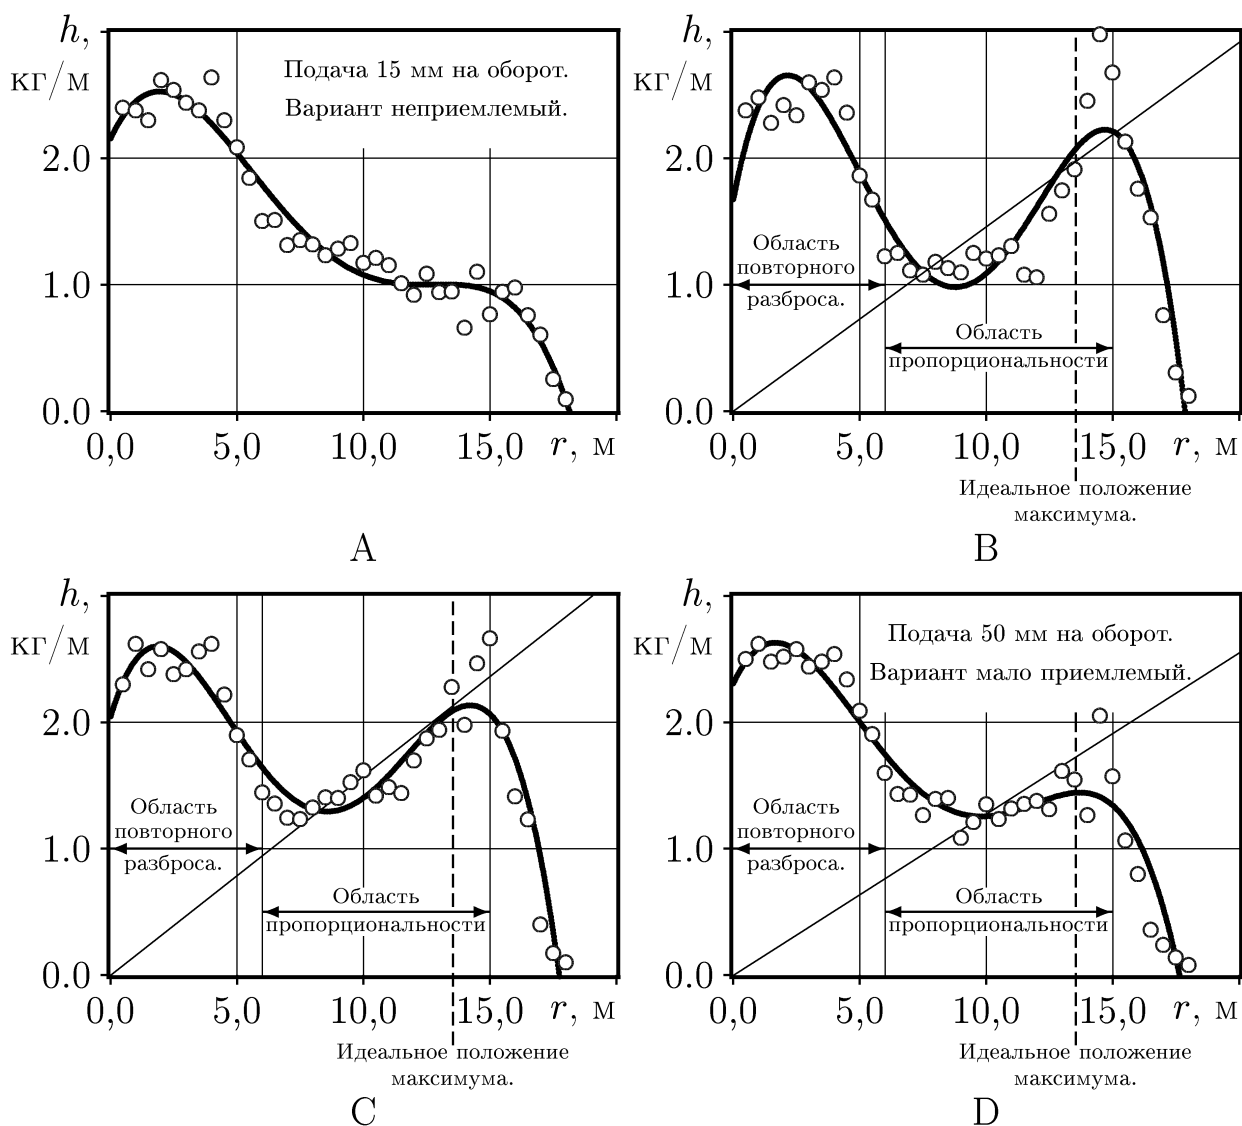 h,
кг/м
2.0
1.0
0.0
0,0 5,0 10,0 15,0 r, м
Подача 15 мм на оборот.
Вариант неприемлемый.
A
h,
кг/м
2.0
1.0
0.0
0,0 5,0 10,0 15,0 r, м
Область
повторного
разброса.
Область
пропорциональности
Идеальное положение
максимума.
B
h,
кг/м
2.0
1.0
0.0
0,0 5,0 10,0 15,0 r, м
Область
повторного
разброса.
Область
пропорциональности
Идеальное положение
максимума.
C
h,
кг/м
2.0
1.0
0.0
0,0 5,0 10,0 15,0 r, м
Подача 50 мм на оборот.
Вариант мало приемлемый.
Область
повторного
разброса.
Область
пропорциональности
Идеальное положение
максимума.
D